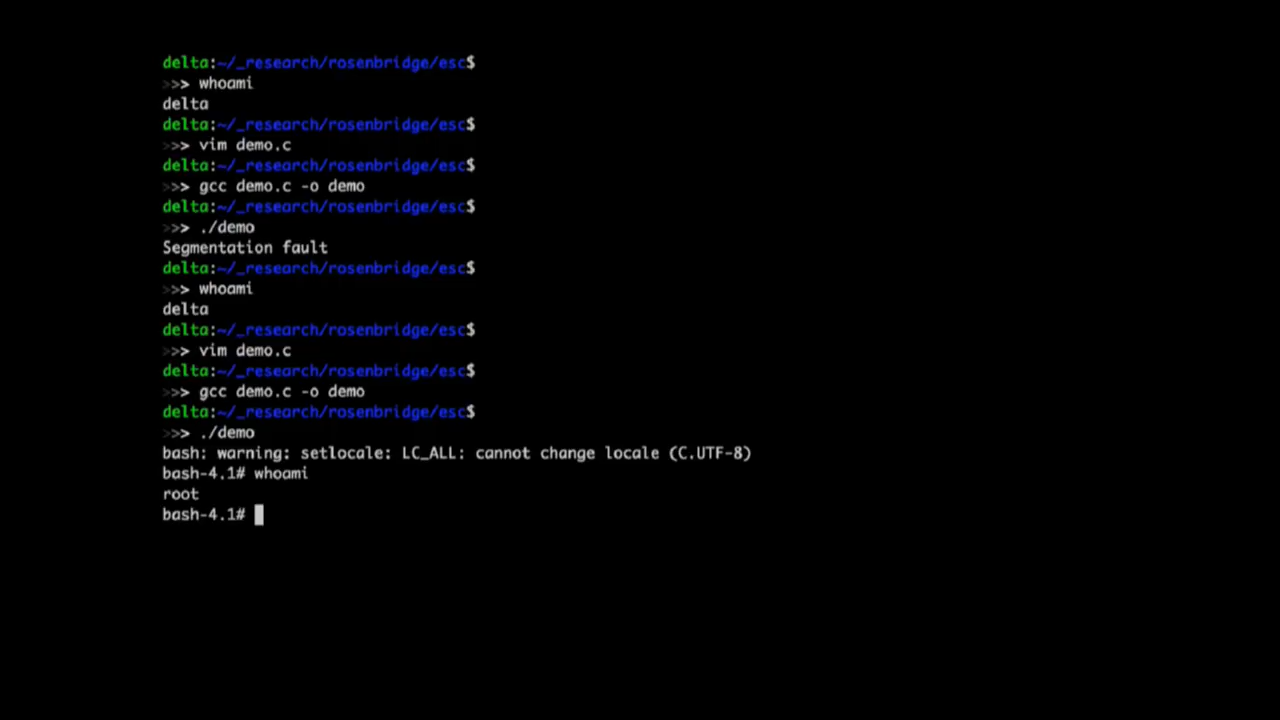 delta:~/_research/rosenbridge/esc$
>>> whoami
delta
delta:~/_research/rosenbridge/esc$
>>> vim demo.c
delta:~/_research/rosenbridge/esc$
>>> gcc demo.c -o demo
delta:~/_research/rosenbridge/esc$
>>> ./demo
Segmentation fault
delta:~/_research/rosenbridge/esc$
>>> whoami
delta
delta:~/_research/rosenbridge/esc$
>>> vim demo.c
delta:~/_research/rosenbridge/esc$
>>> gcc demo.c -o demo
delta:~/_research/rosenbridge/esc$
>>> ./demo
bash: warning: setlocale: LC_ALL: cannot change locale (C.UTF-8)
bash-4.1# whoami
root
bash-4.1#